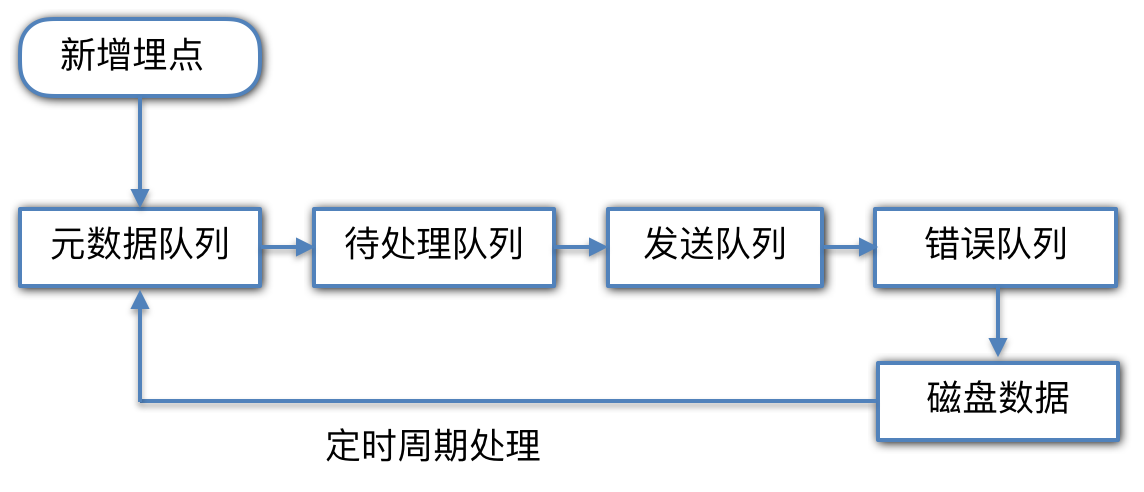 新增埋点
元数据队列
待处理队列
发送队列
错误队列
磁盘数据
定时周期处理